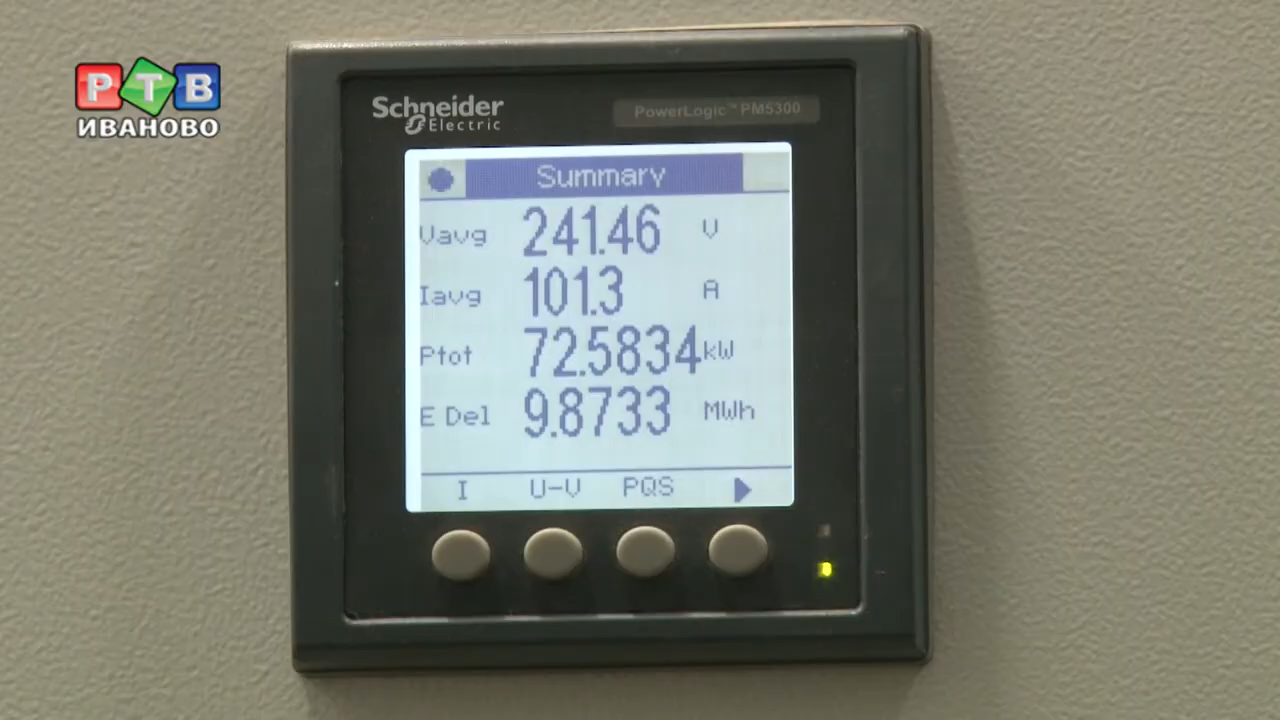 РТВ
ИВАНОВО
Schneider
Electric
PowerLogic™ PM5300
Summary
Vavg 241.46 V
Iavg 101.3 A
Ptot 72.5834 kW
E Del 9.8733 MWh
I U-V PQS